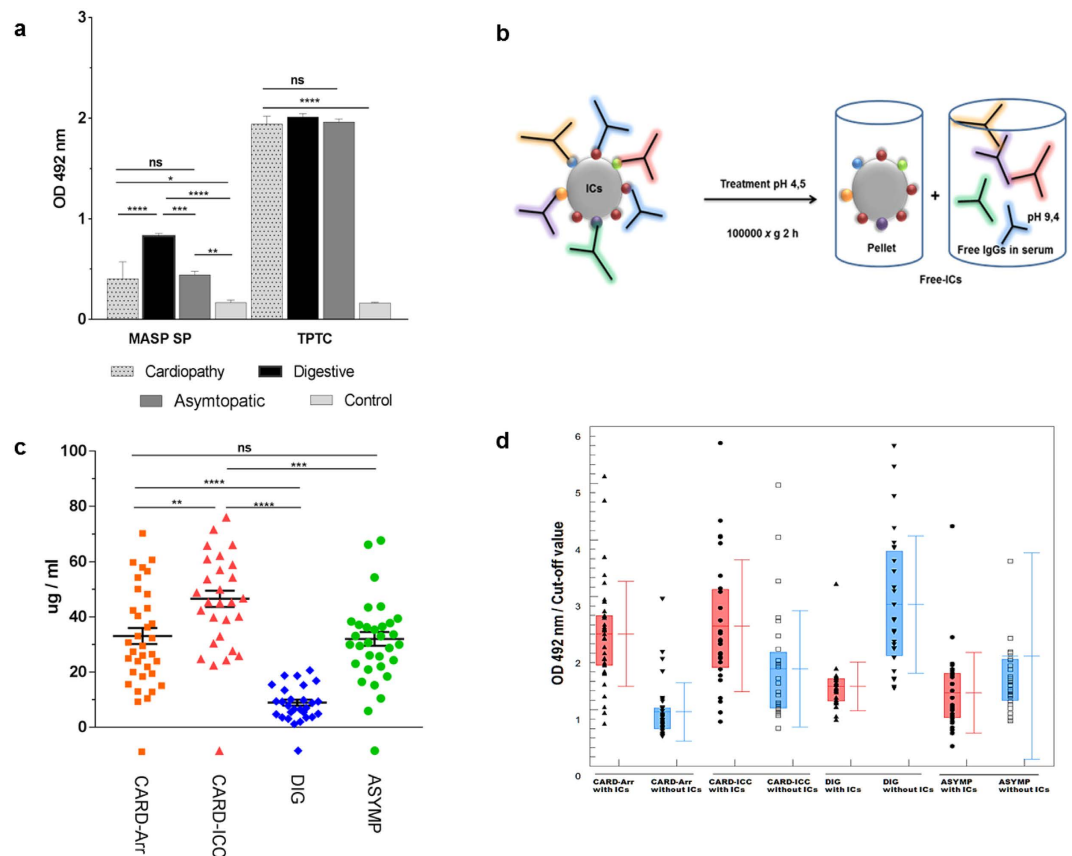 a
3
2
1
0
OD 492 nm
ns
****
ns
*
****
****
***
**
MASP SP
TPTC
Cardiopathy
Digestive
Asymtopatic
Control
b
ICs
Treatment pH 4,5
100000 x g 2 h
Pellet
+
pH 9,4
Free IgGs in serum
Free-ICs
c
100
80
60
40
20
0
ug / ml
ns
***
****
**
****
CARD-Arr
CARD-ICC
DIG
ASYMP
d
6
5
4
3
2
1
0
OD 492 nm / Cut-off value
CARD-Arr with ICs
CARD-Arr without ICs
CARD-ICC with ICs
CARD-ICC without ICs
DIG with ICs
DIG without ICs
ASYMP with ICs
ASYMP without ICs